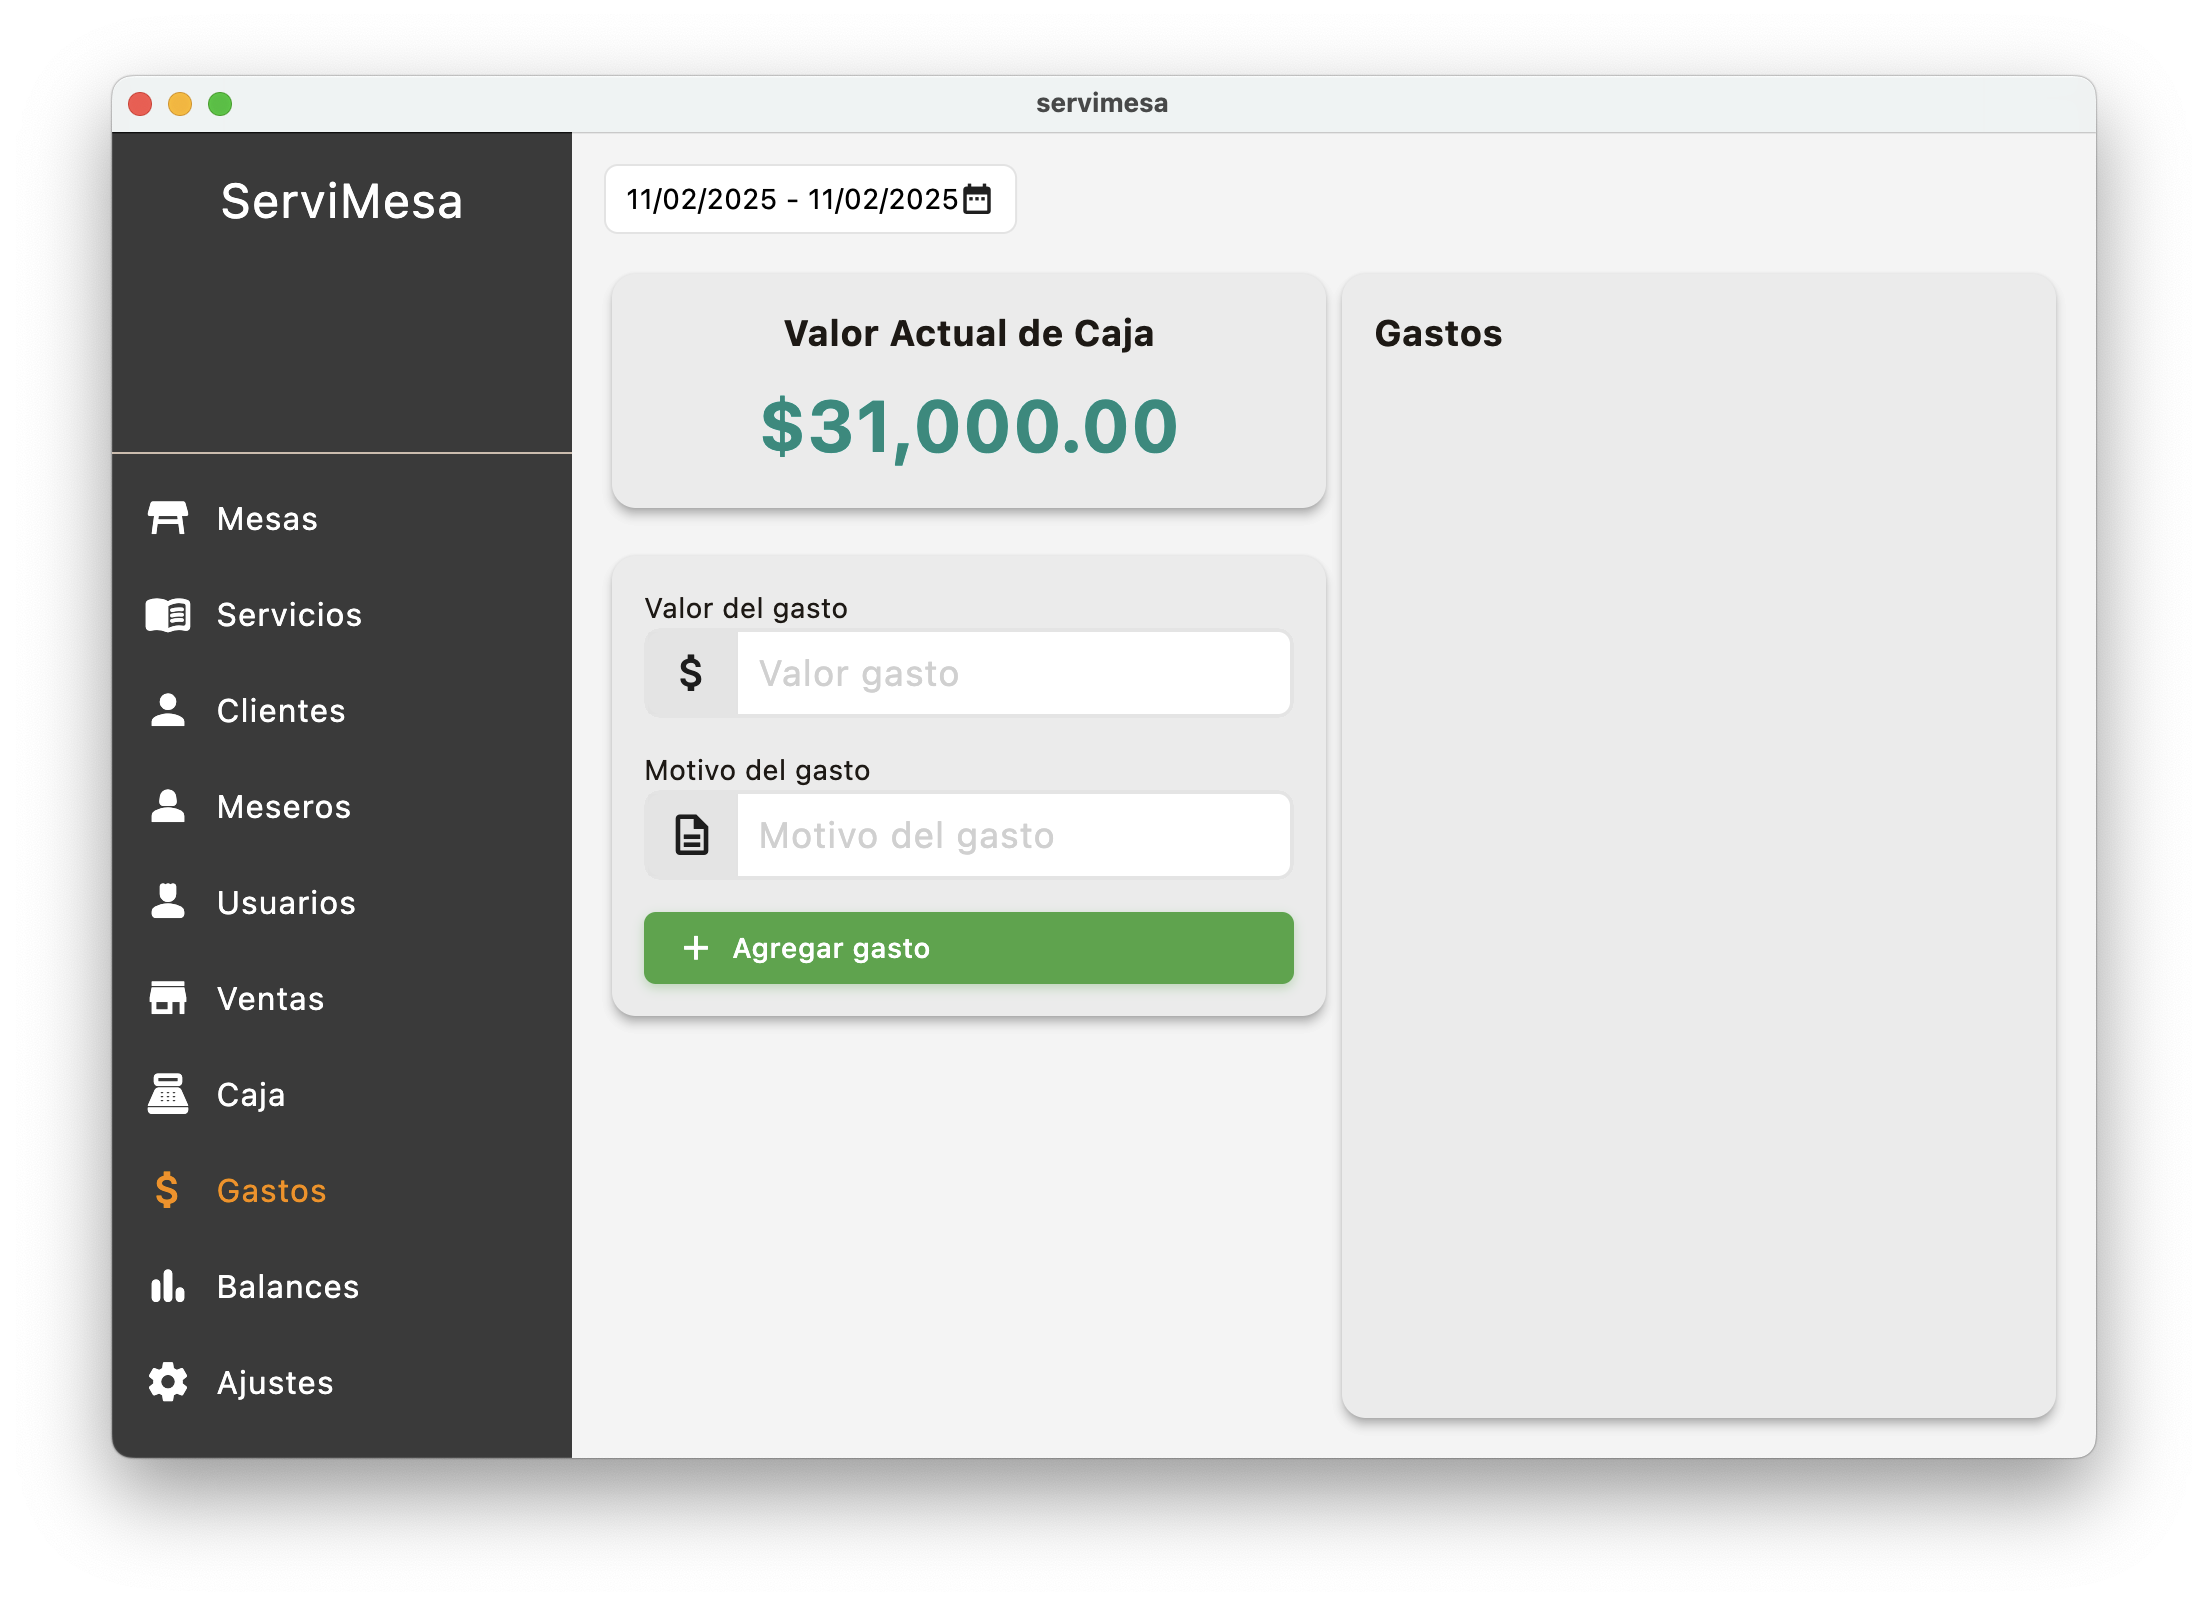 servimesa
ServiMesa
Mesas
Servicios
Clientes
Meseros
Usuarios
Ventas
Caja
$ Gastos
Balances
Ajustes
11/02/2025 - 11/02/2025
Valor Actual de Caja
$31,000.00
Valor del gasto
$ Valor gasto
Motivo del gasto
Motivo del gasto
+ Agregar gasto
Gastos